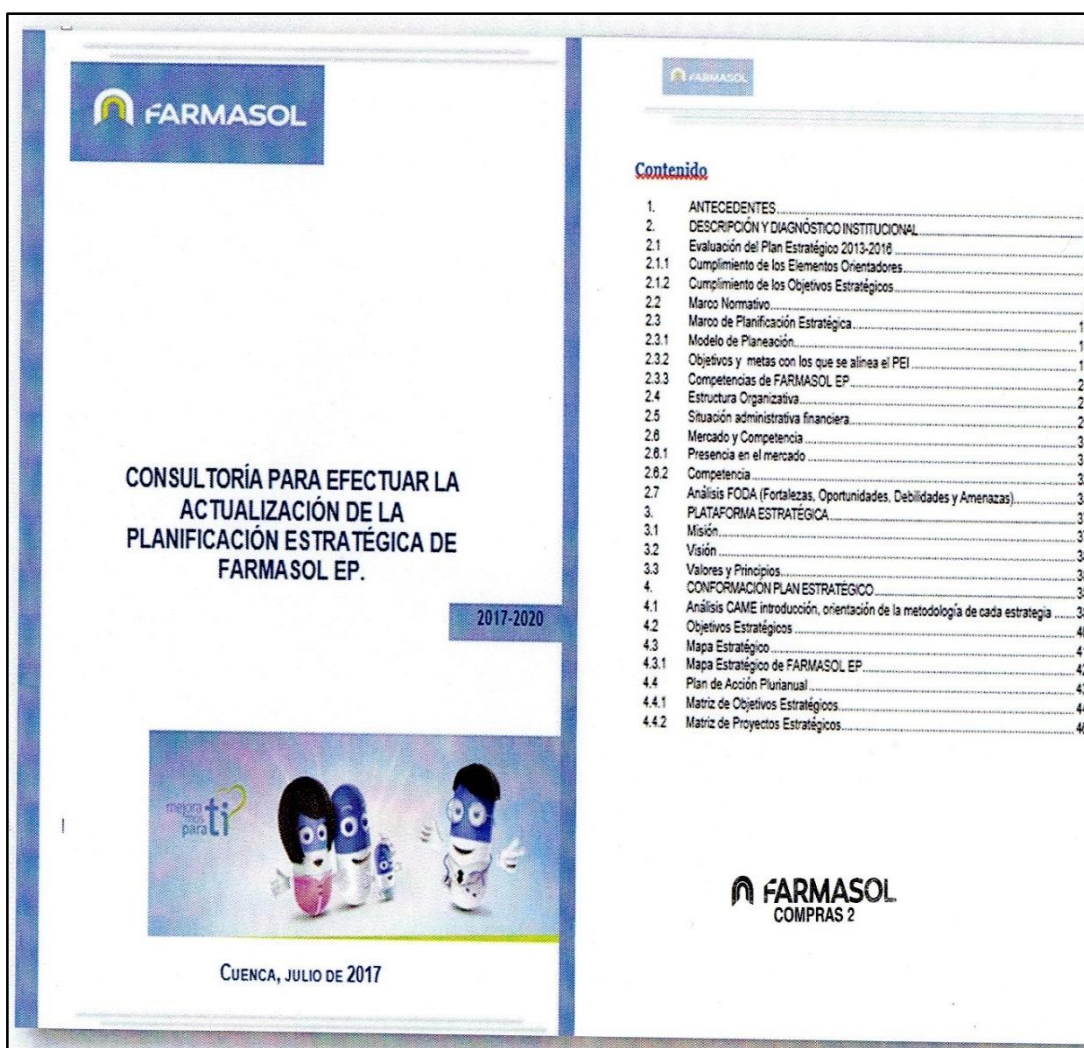 FARMASOL
CONSULTORÍA PARA EFECTUAR LA
ACTUALIZACIÓN DE LA
PLANIFICACIÓN ESTRATÉGICA DE
FARMASOL EP.
2017-2020
mejora
mos
para ti
CUENCA, JULIO DE 2017
FARMASOL
Contenido
1. ANTECEDENTES
2. DESCRIPCIÓN Y DIAGNÓSTICO INSTITUCIONAL
2.1 Evaluación del Plan Estratégico 2013-2016
2.1.1 Cumplimiento de los Elementos Orientadores
2.1.2 Cumplimiento de los Objetivos Estratégicos
2.2 Marco Normativo
2.3 Marco de Planificación Estratégica
2.3.1 Modelo de Planeación
2.3.2 Objetivos y metas con los que se alinea el PEI
2.3.3 Competencias de FARMASOL EP
2.4 Estructura Organizativa
2.5 Situación administrativa financiera
2.6 Mercado y Competencia
2.6.1 Presencia en el mercado
2.6.2 Competencia
2.7 Análisis FODA (Fortalezas, Oportunidades, Debilidades y Amenazas)
3. PLATAFORMA ESTRATÉGICA
3.1 Misión
3.2 Visión
3.3 Valores y Principios
4. CONFORMACIÓN PLAN ESTRATÉGICO
4.1 Análisis CAME introducción, orientación de la metodología de cada estrategia
4.2 Objetivos Estratégicos
4.3 Mapa Estratégico
4.3.1 Mapa Estratégico de FARMASOL EP
4.4 Plan de Acción Plurianual
4.4.1 Matriz de Objetivos Estratégicos
4.4.2 Matriz de Proyectos Estratégicos
FARMASOL
COMPRAS 2